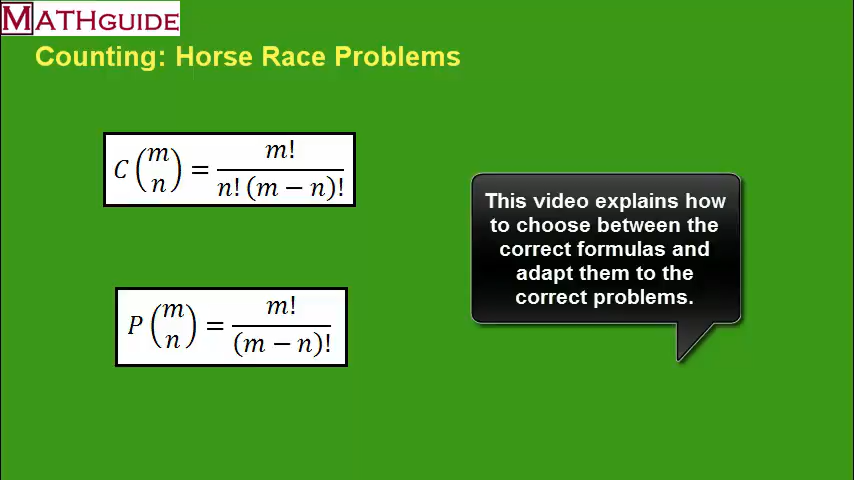 MATHGUIDE
Counting: Horse Race Problems
C(m n) = m! / n! (m − n)!
This video explains how
to choose between the
correct formulas and
adapt them to the
correct problems.
P(m n) = m! / (m − n)!